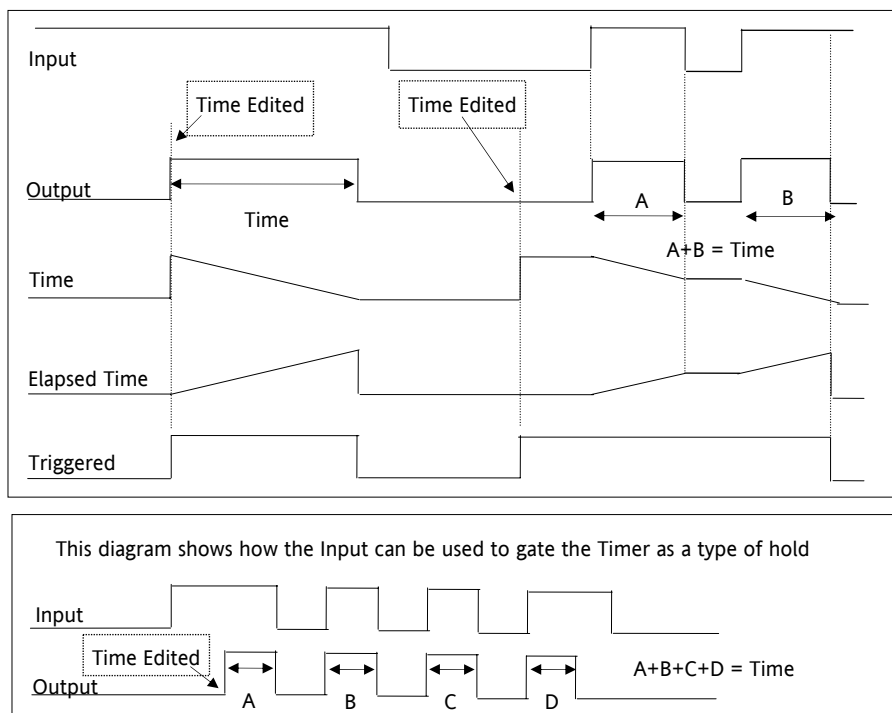 Input
Time Edited
Time Edited
Output
Time
A
B
A+B = Time
Time
Elapsed Time
Triggered
This diagram shows how the Input can be used to gate the Timer as a type of hold
Input
Time Edited
Output
A
B
C
D
A+B+C+D = Time